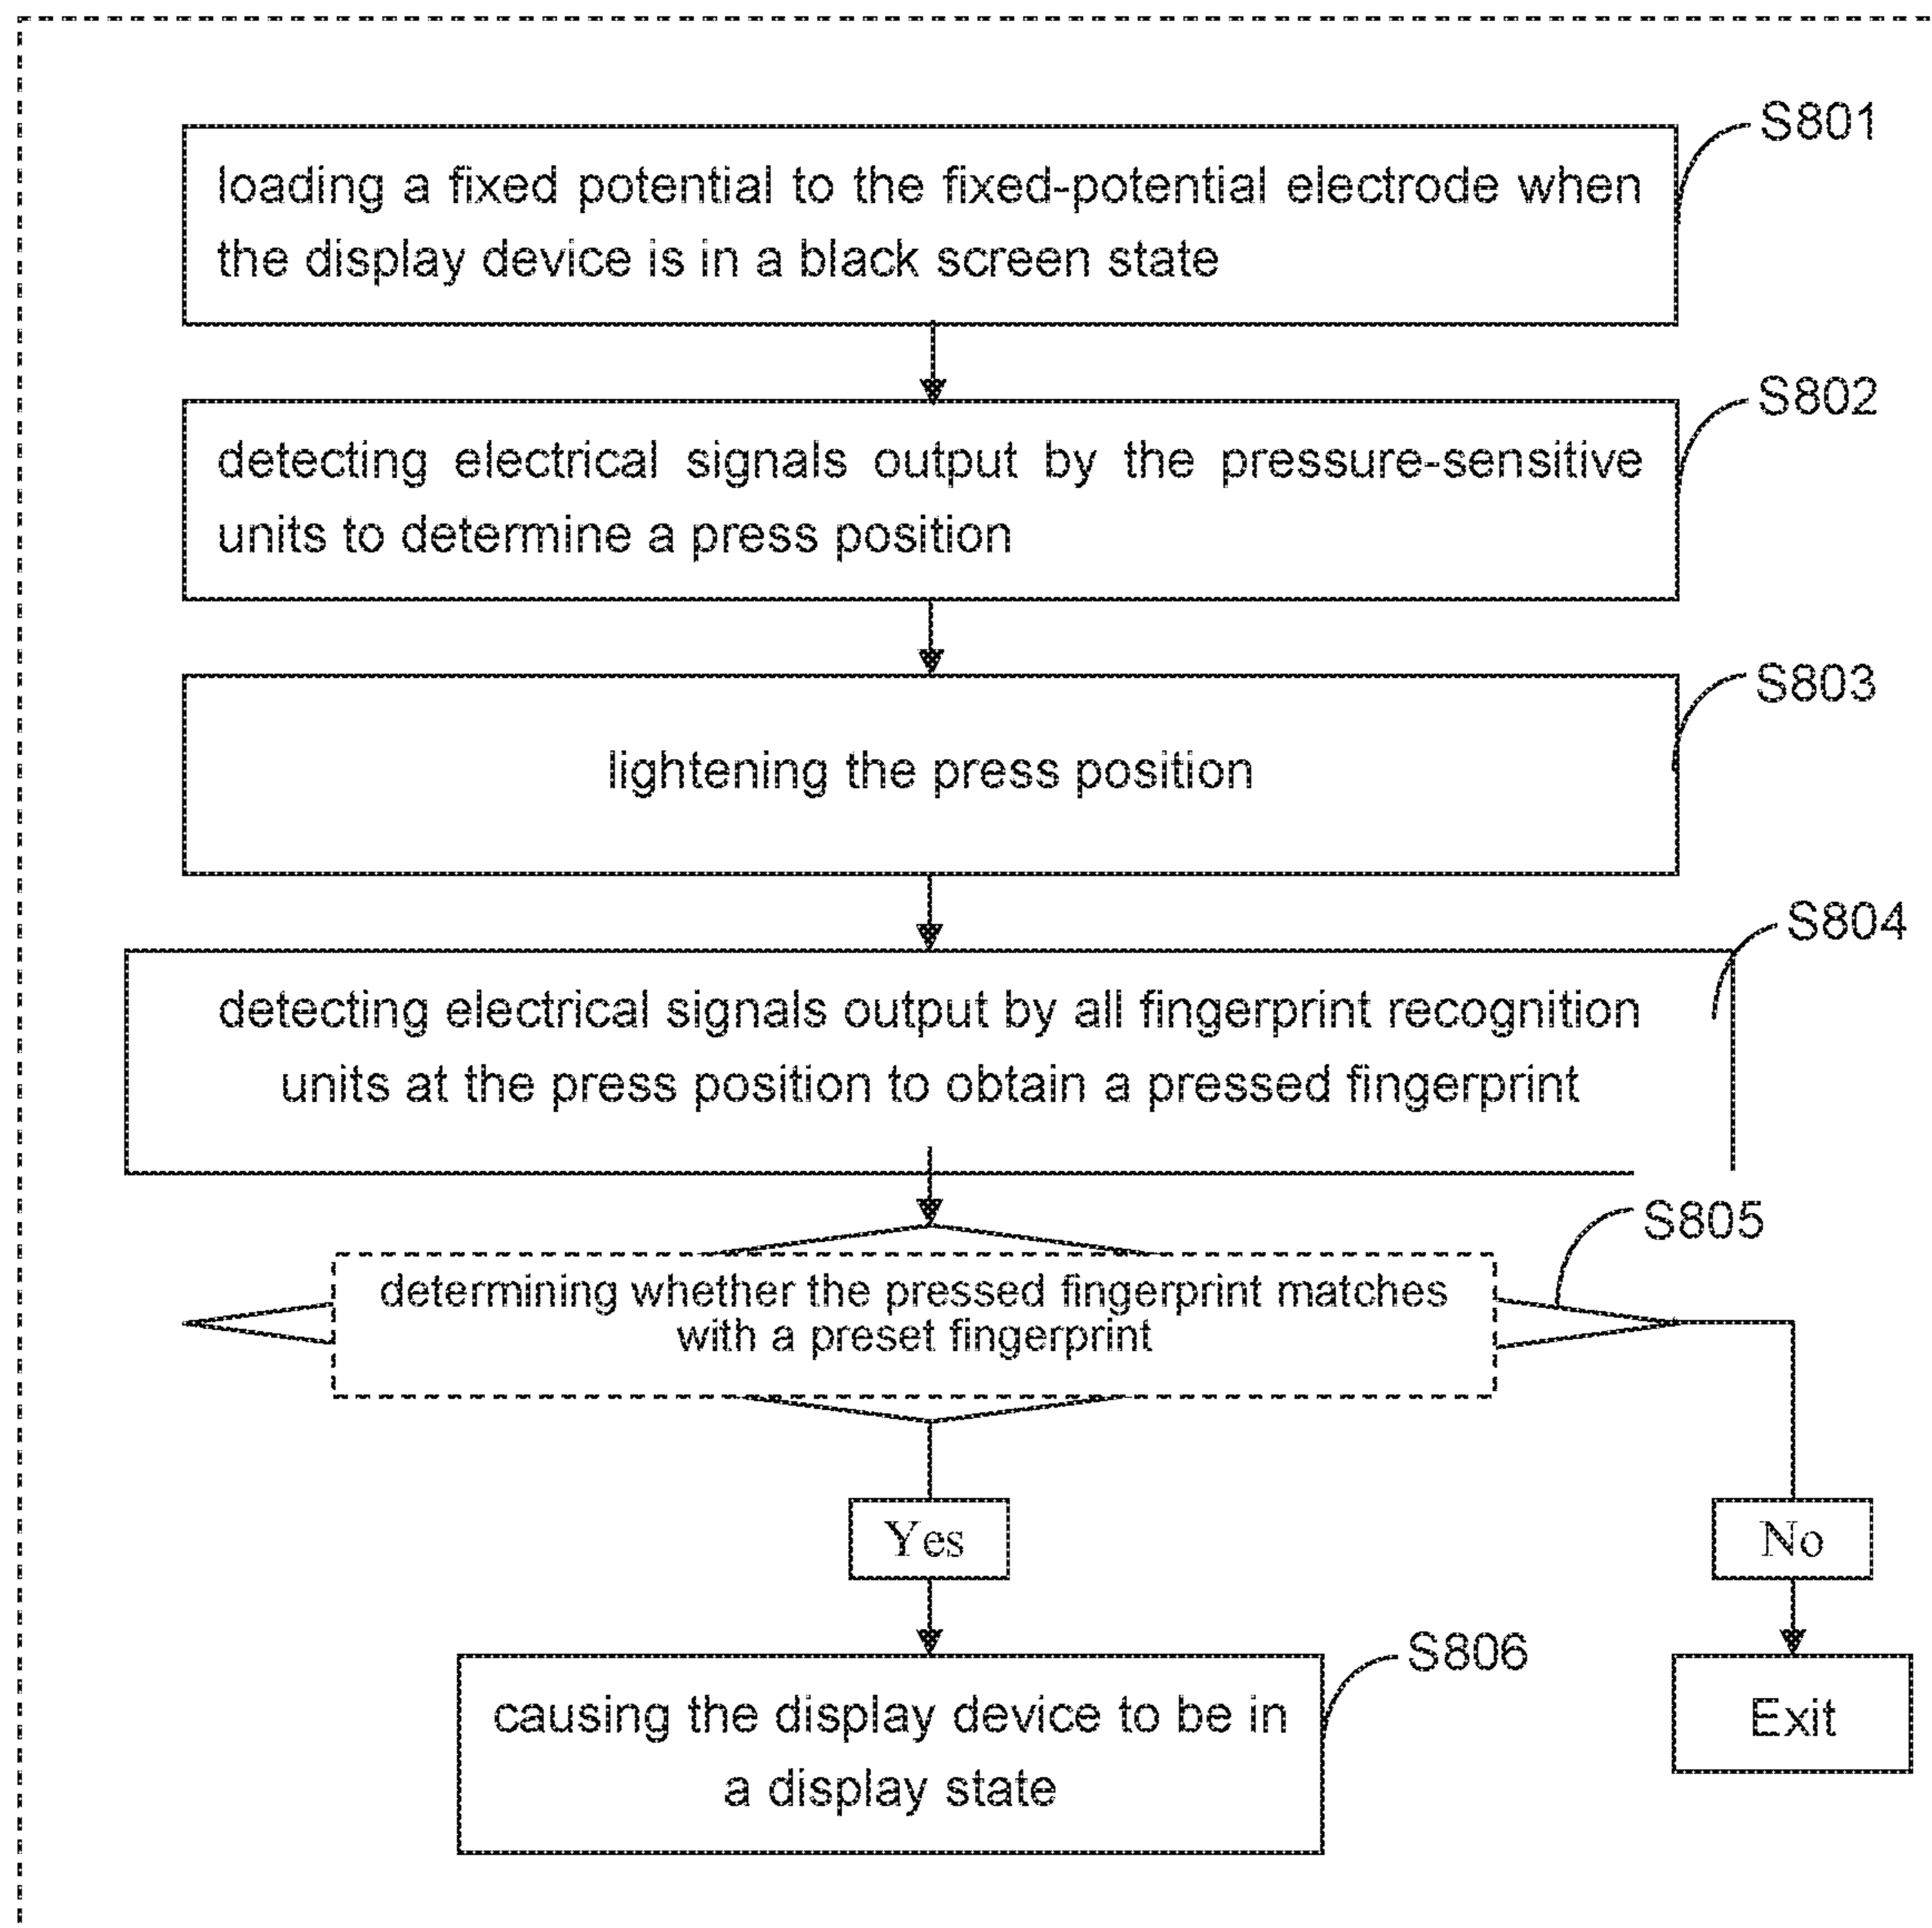 S801
loading a fixed potential to the fixed-potential electrode when
the display device is in a black screen state
S802
detecting electrical signals output by the pressure-sensitive
units to determine a press position
S803
lightening the press position
S804
detecting electrical signals output by all fingerprint recognition
units at the press position to obtain a pressed fingerprint
S805
determining whether the pressed fingerprint matches
with a preset fingerprint
Yes
No
S806
causing the display device to be in
a display state
Exit